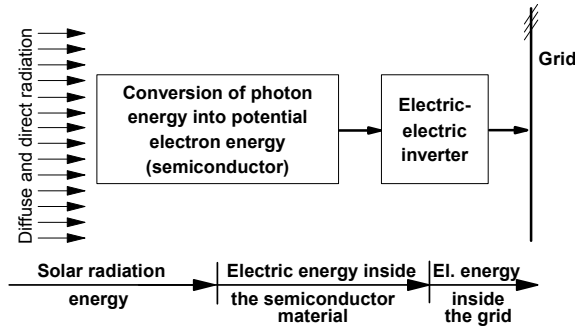 Diffuse and direct radiation
Conversion of photon
energy into potential
electron energy
(semiconductor)
Electric-
electric
inverter
Grid
Solar radiation
energy
Electric energy inside
the semiconductor
material
El. energy
inside
the grid